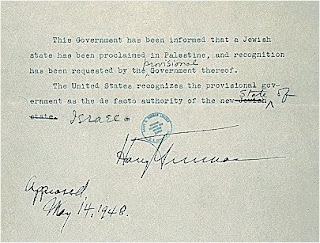 This Government has been informed that a Jewish
state has been proclaimed in Palestine, and recognition
provisional
has been requested by the Government thereof.
The United States recognizes the provisional gov-
ernment as the de facto authority of the new Jewish State of
state. Israel.
Harry Truman
Approved,
May 14, 1948.